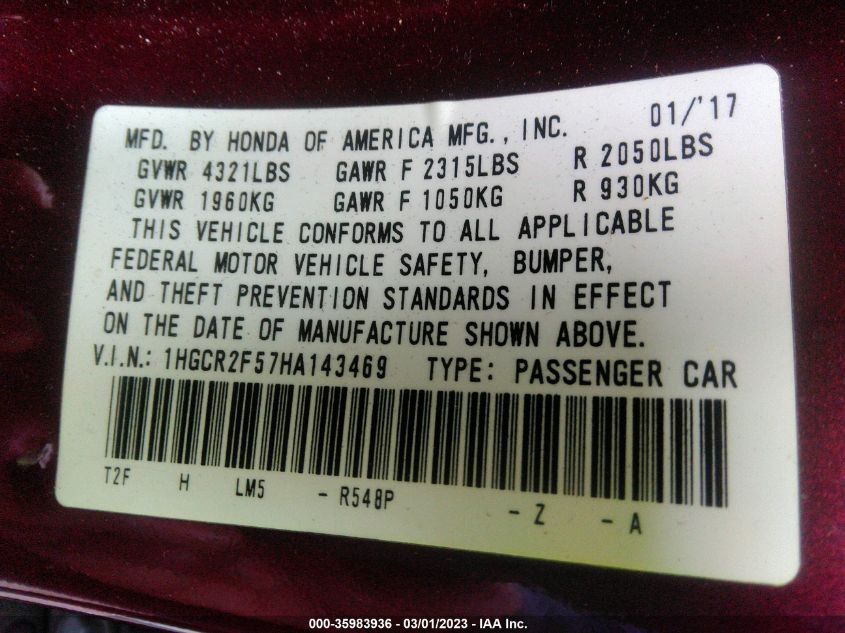 MFD. BY HONDA OF AMERICA MFG., INC. 01/'17
GVWR 4321LBS GAWR F 2315LBS R 2050LBS
GVWR 1960KG GAWR F 1050KG R 930KG
THIS VEHICLE CONFORMS TO ALL APPLICABLE
FEDERAL MOTOR VEHICLE SAFETY, BUMPER,
AND THEFT PREVENTION STANDARDS IN EFFECT
ON THE DATE OF MANUFACTURE SHOWN ABOVE.
V.I.N.: 1HGCR2F57HA143469 TYPE: PASSENGER CAR
T2F H LM5 - R548P - Z - A
000-35983936 - 03/01/2023 - IAA Inc.